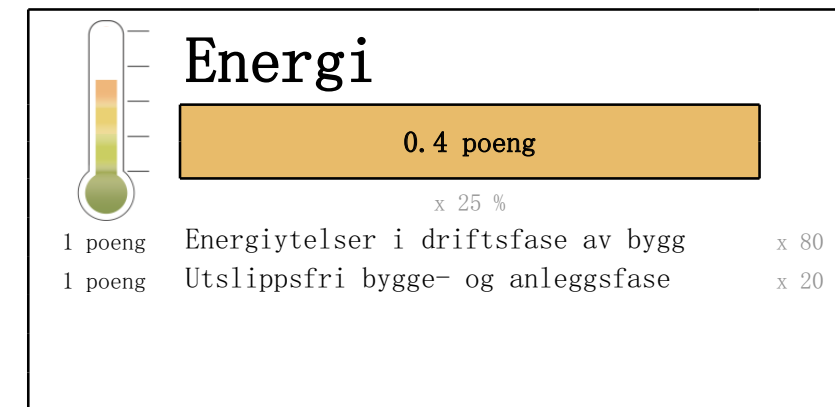 Energi
0.4 poeng
x 25 %
1 poeng Energiytelser i driftsfase av bygg x 80
1 poeng Utslippsfri bygge- og anleggsfase x 20